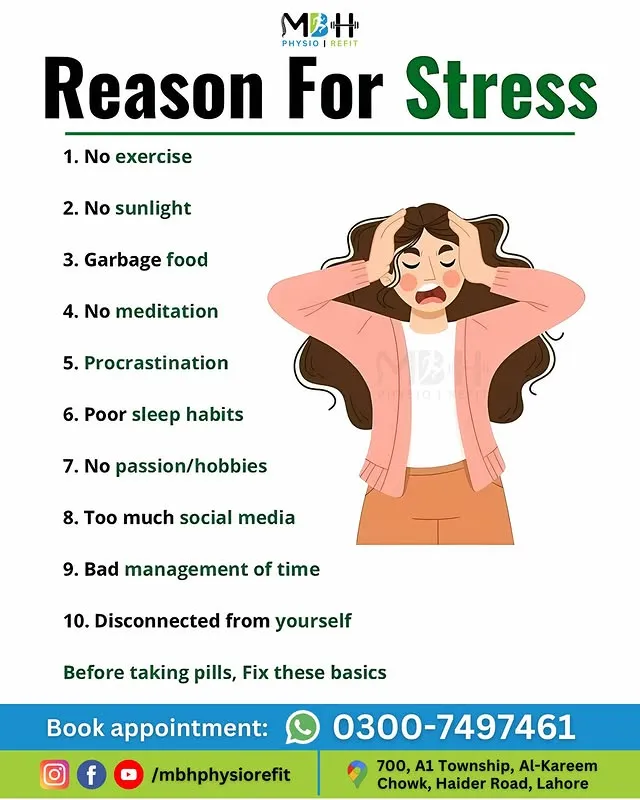 MBH
PHYSIO | REFIT
Reason For Stress
1. No exercise
2. No sunlight
3. Garbage food
4. No meditation
5. Procrastination
6. Poor sleep habits
7. No passion/hobbies
8. Too much social media
9. Bad management of time
10. Disconnected from yourself
Before taking pills, Fix these basics
MBH
PHYSIO | REFIT
Book appointment: 0300-7497461
/mbhphysiorefit
700, A1 Township, Al-Kareem
Chowk, Haider Road, Lahore